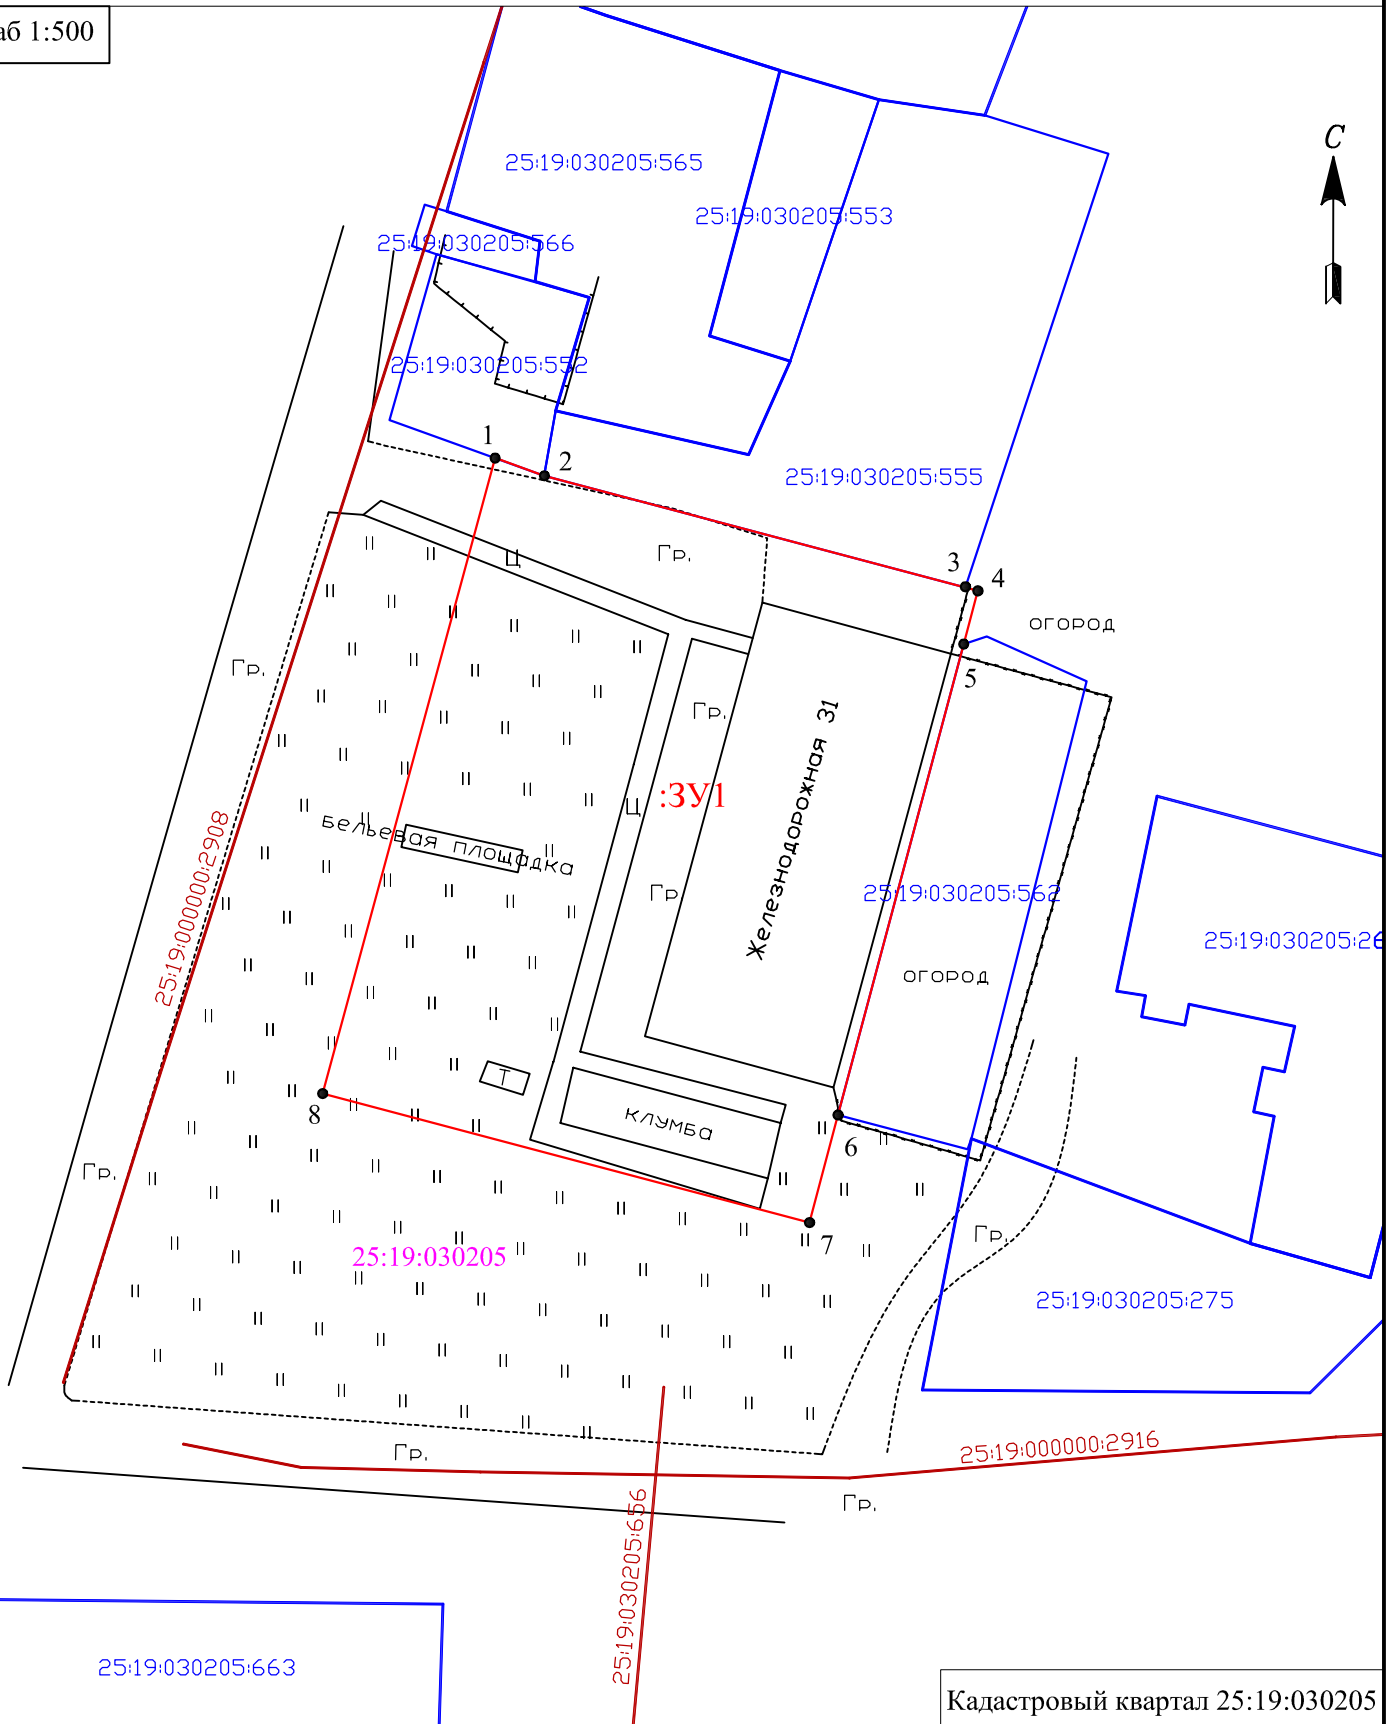 аб 1:500
С
25:19:030205:565
25:19:030205:553
25:19:030205:566
25:19:030205:552
1
2
25:19:030205:555
Ц
Гр.
3
4
ОГОРОД
Гр.
5
Гр.
Железнодорожная 31
:ЗУ1
Ц
Бельевая площадка
25:19:000000:2908
Гр.
25:19:030205:562
25:19:030205:26
ОГОРОД
Т
8
КЛУМБА
6
Гр.
7
Гр.
25:19:030205
25:19:030205:275
Гр.
25:19:000000:2916
Гр.
25:19:030205:656
25:19:030205:663
Кадастровый квартал 25:19:030205